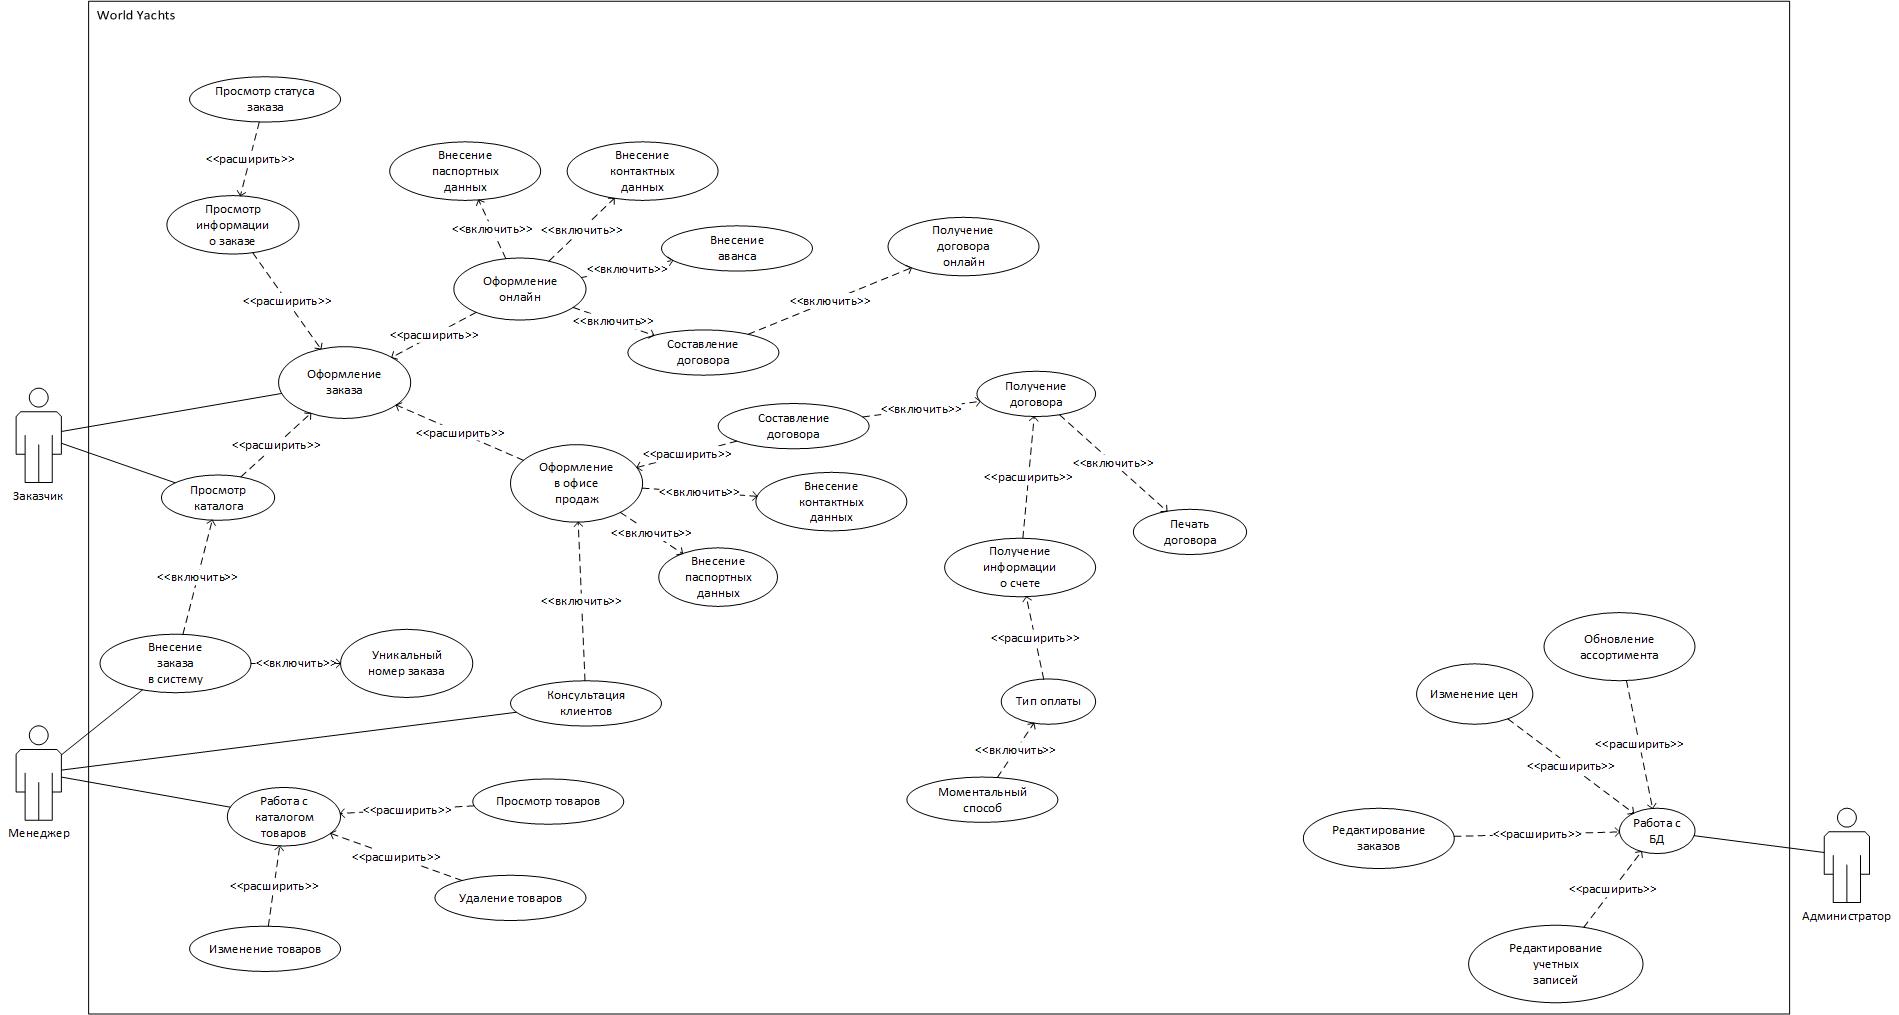 World Yachts
Просмотр статуса
заказа
<<расширить>>
Просмотр
информации
о заказе
<<расширить>>
Внесение
паспортных
данных
Внесение
контактных
данных
<<включить>>
<<включить>>
Внесение
аванса
<<включить>>
Оформление
онлайн
<<включить>>
<<расширить>>
Составление
договора
<<включить>>
Получение
договора
онлайн
Оформление
заказа
Заказчик
<<расширить>>
Просмотр
каталога
<<расширить>>
Оформление
в офисе
продаж
<<расширить>>
Составление
договора
<<включить>>
Получение
договора
<<включить>>
Внесение
контактных
данных
<<включить>>
Внесение
паспортных
данных
<<расширить>>
<<включить>>
Печать
договора
Получение
информации
о счете
<<включить>>
<<включить>>
Внесение
заказа
в систему
<<включить>>
Уникальный
номер заказа
Консультация
клиентов
<<расширить>>
Тип оплаты
<<включить>>
Моментальный
способ
Менеджер
Работа с
каталогом
товаров
<<расширить>>
Просмотр товаров
<<расширить>>
Удаление товаров
<<расширить>>
Изменение товаров
Обновление
ассортимента
Изменение цен
<<расширить>>
<<расширить>>
Редактирование
заказов
<<расширить>>
Работа с
БД
<<расширить>>
Редактирование
учетных
записей
Администратор